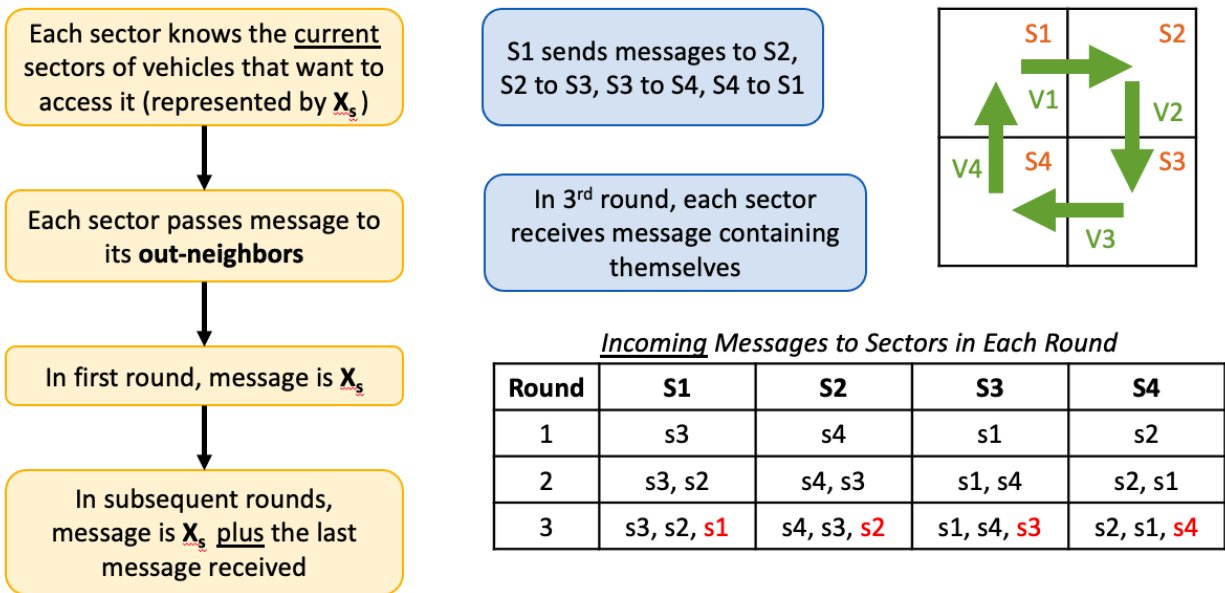 Each sector knows the current
sectors of vehicles that want to
access it (represented by Xs)
Each sector passes message to
its out-neighbors
In first round, message is Xs
In subsequent rounds,
message is Xs plus the last
message received
S1 sends messages to S2,
S2 to S3, S3 to S4, S4 to S1
In 3rd round, each sector
receives message containing
themselves
S1
S2
V1
V2
V4
S4
S3
V3
Incoming Messages to Sectors in Each Round
Round S1 S2 S3 S4
1 s3 s4 s1 s2
2 s3, s2 s4, s3 s1, s4 s2, s1
3 s3, s2, s1 s4, s3, s2 s1, s4, s3 s2, s1, s4